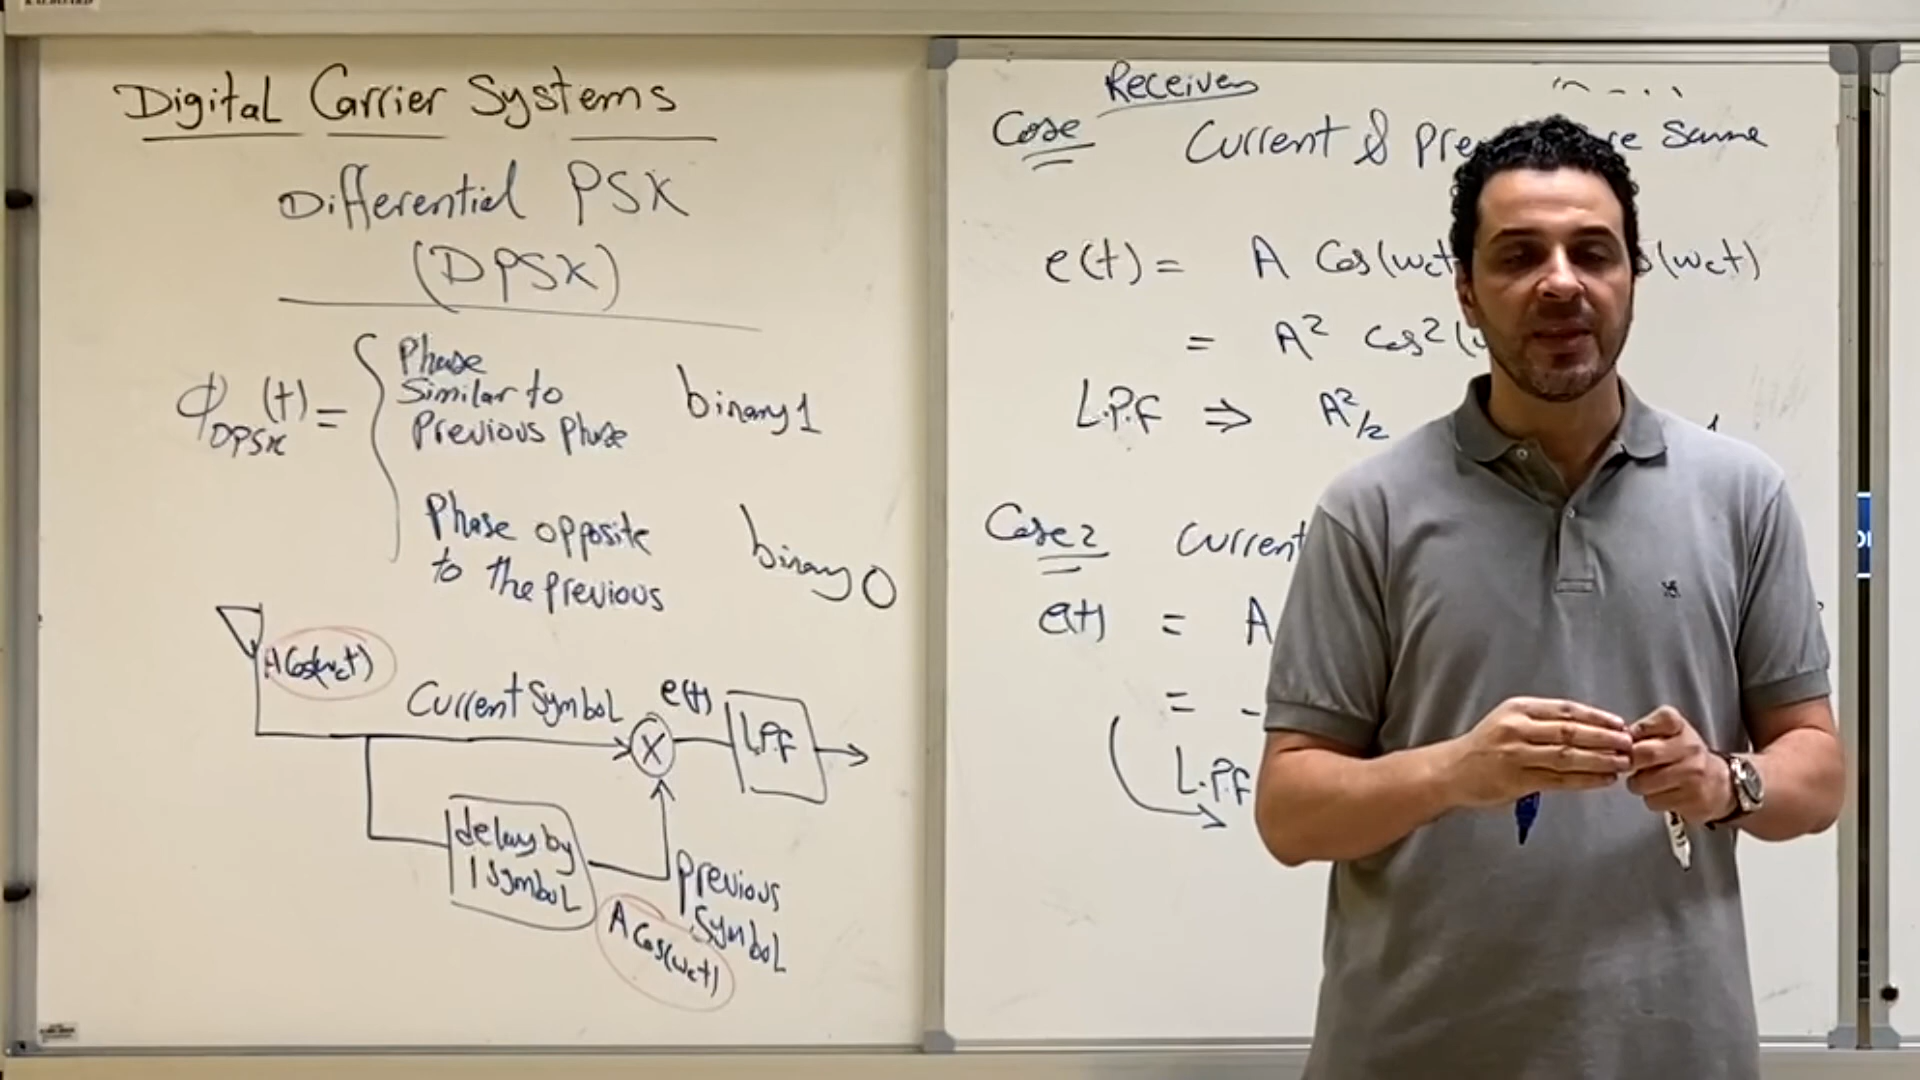 Digital Carrier Systems
Differential PSK
(DPSK)
ϕDPSK(t) =
Phase
Similar to
Previous phase
binary 1
Phase opposite
to the previous
binary 0
A Cos(wct)
Current Symbol
e(t)
X
L.P.F
delay by
1 symbol
previous
symbol
A Cos(wct)
Receiver
Case
Current & pre
re same
e(t) = A Cos(wct
s(wct)
= A² Cos²(
L.P.F ⇒ A²/2
Case 2
Current
e(t) = A
= -
L.P.F